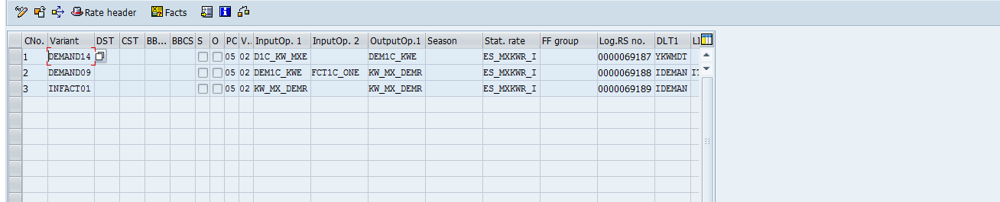 Rate header Facts
CNo. Variant DST CST BB... BBCS S O PC V.. InputOp. 1 InputOp. 2 OutputOp.1 Season Stat. rate FF group Log.RS no. DLT1
1 DEMAND14 05 02 D1C_KW_MXE DEM1C_KWE ES_MXKWR_I 0000069187 YKWMDT
2 DEMAND09 05 02 DEM1C_KWE FCT1C_ONE KW_MX_DEMR ES_MXKWR_I 0000069188 IDEMAN
3 INFACT01 05 02 KW_MX_DEMR KW_MX_DEMR ES_MXKWR_I 0000069189 IDEMAN